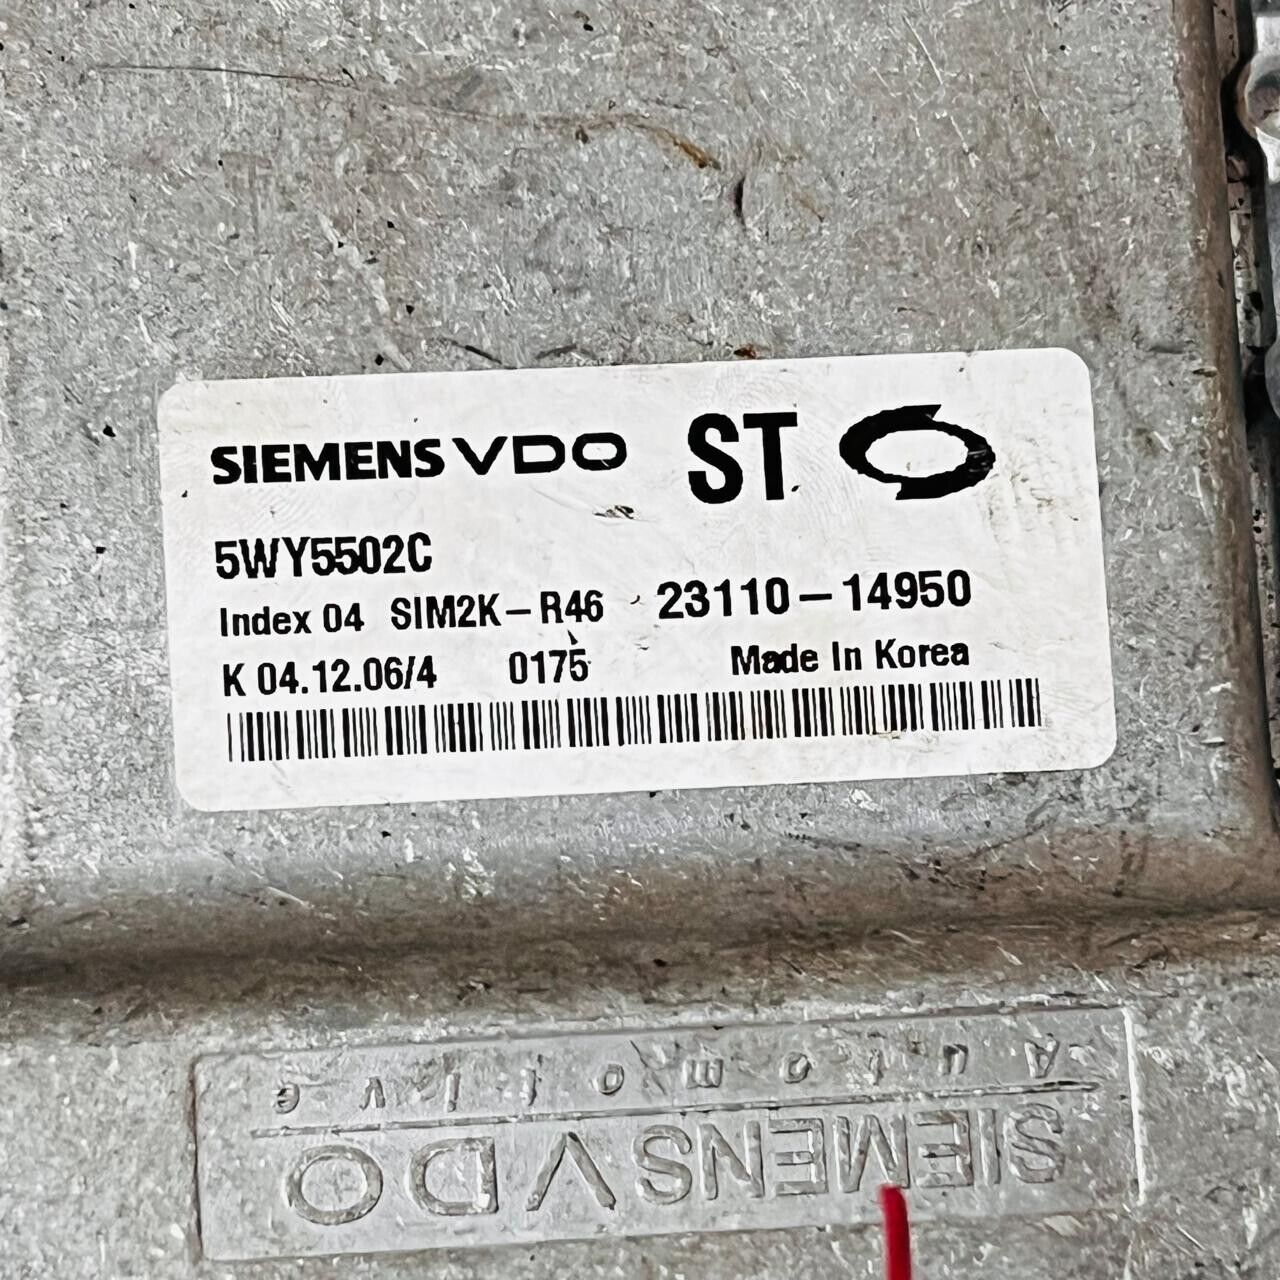 SIEMENS VDO ST
5WY5502C
Index 04 SIM2K-R46 23110-14950
K 04.12.06/4 0175 Made In Korea
SIEMENS VDO
Automotive